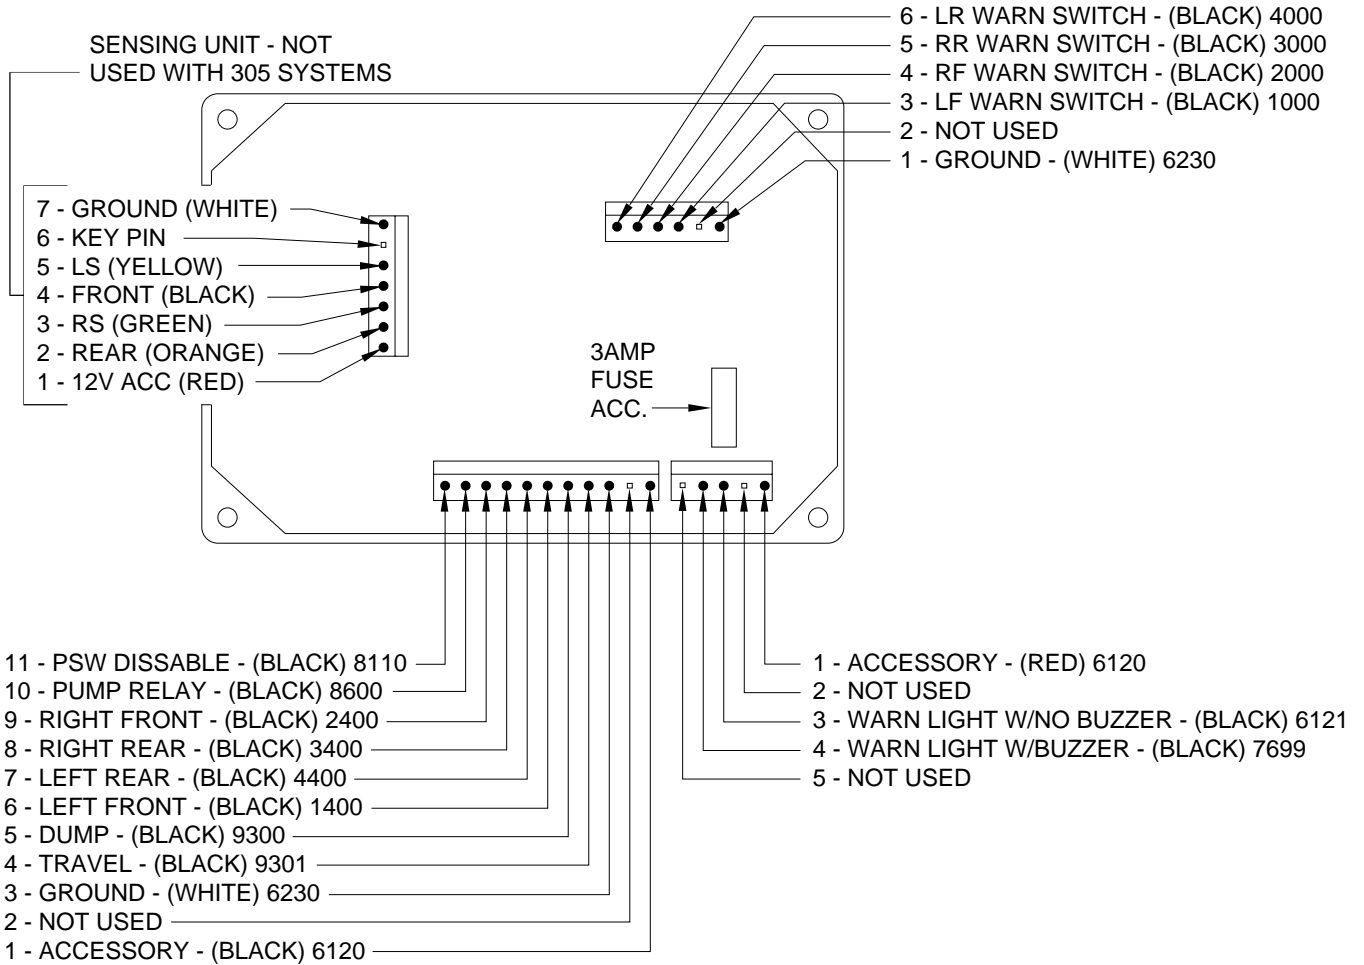 SENSING UNIT - NOT
USED WITH 305 SYSTEMS
6 - LR WARN SWITCH - (BLACK) 4000
5 - RR WARN SWITCH - (BLACK) 3000
4 - RF WARN SWITCH - (BLACK) 2000
3 - LF WARN SWITCH - (BLACK) 1000
2 - NOT USED
1 - GROUND - (WHITE) 6230
7 - GROUND (WHITE)
6 - KEY PIN
5 - LS (YELLOW)
4 - FRONT (BLACK)
3 - RS (GREEN)
2 - REAR (ORANGE)
1 - 12V ACC (RED)
3AMP
FUSE
ACC.
11 - PSW DISSABLE - (BLACK) 8110
10 - PUMP RELAY - (BLACK) 8600
9 - RIGHT FRONT - (BLACK) 2400
8 - RIGHT REAR - (BLACK) 3400
7 - LEFT REAR - (BLACK) 4400
6 - LEFT FRONT - (BLACK) 1400
5 - DUMP - (BLACK) 9300
4 - TRAVEL - (BLACK) 9301
3 - GROUND - (WHITE) 6230
2 - NOT USED
1 - ACCESSORY - (BLACK) 6120
1 - ACCESSORY - (RED) 6120
2 - NOT USED
3 - WARN LIGHT W/NO BUZZER - (BLACK) 6121
4 - WARN LIGHT W/BUZZER - (BLACK) 7699
5 - NOT USED